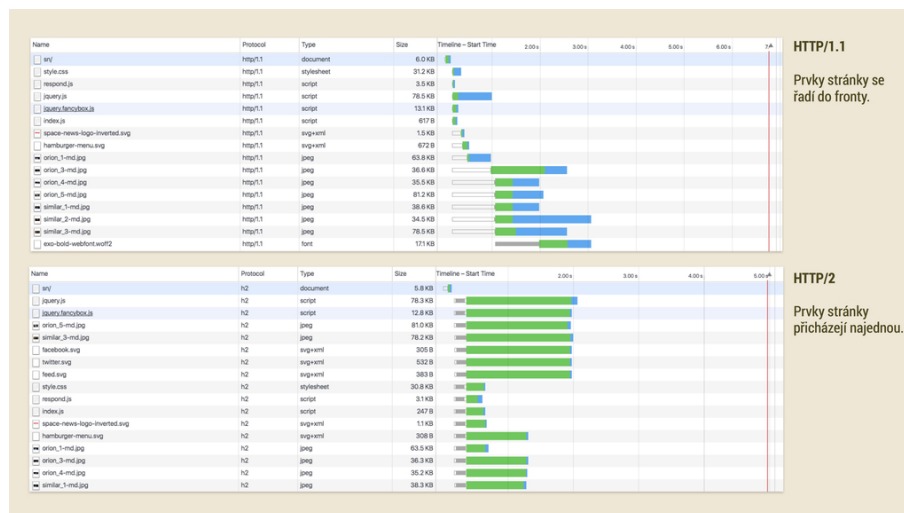 Name Protocol Type Size Timeline – Start Time 2.00 s 3.00 s 4.00 s 5.00 s 6.00 s
sn/ http/1.1 document 6.0 KB
style.css http/1.1 stylesheet 31.2 KB
respond.js http/1.1 script 3.5 KB
jquery.js http/1.1 script 78.5 KB
jquery.fancybox.js http/1.1 script 13.1 KB
index.js http/1.1 script 617 B
space-news-logo-inverted.svg http/1.1 svg+xml 1.5 KB
hamburger-menu.svg http/1.1 svg+xml 672 B
orion_1-md.jpg http/1.1 jpeg 63.8 KB
orion_3-md.jpg http/1.1 jpeg 36.6 KB
orion_4-md.jpg http/1.1 jpeg 35.5 KB
orion_5-md.jpg http/1.1 jpeg 81.2 KB
similar_1-md.jpg http/1.1 jpeg 38.6 KB
similar_2-md.jpg http/1.1 jpeg 34.5 KB
similar_3-md.jpg http/1.1 jpeg 78.5 KB
exo-bold-webfont.woff2 http/1.1 font 17.1 KB
HTTP/1.1
Prvky stránky se
řadí do fronty.
Name Protocol Type Size Timeline – Start Time 2.00 s 3.00 s 4.00 s 5.00 s
sn/ h2 document 5.8 KB
jquery.js h2 script 78.3 KB
jquery.fancybox.js h2 script 12.8 KB
orion_5-md.jpg h2 jpeg 81.0 KB
similar_3-md.jpg h2 jpeg 78.2 KB
facebook.svg h2 svg+xml 305 B
twitter.svg h2 svg+xml 532 B
feed.svg h2 svg+xml 383 B
style.css h2 stylesheet 30.8 KB
respond.js h2 script 3.1 KB
index.js h2 script 247 B
space-news-logo-inverted.svg h2 svg+xml 1.1 KB
hamburger-menu.svg h2 svg+xml 308 B
orion_1-md.jpg h2 jpeg 63.5 KB
orion_3-md.jpg h2 jpeg 36.3 KB
orion_4-md.jpg h2 jpeg 35.2 KB
similar_1-md.jpg h2 jpeg 38.3 KB
HTTP/2
Prvky stránky
přicházejí najednou.